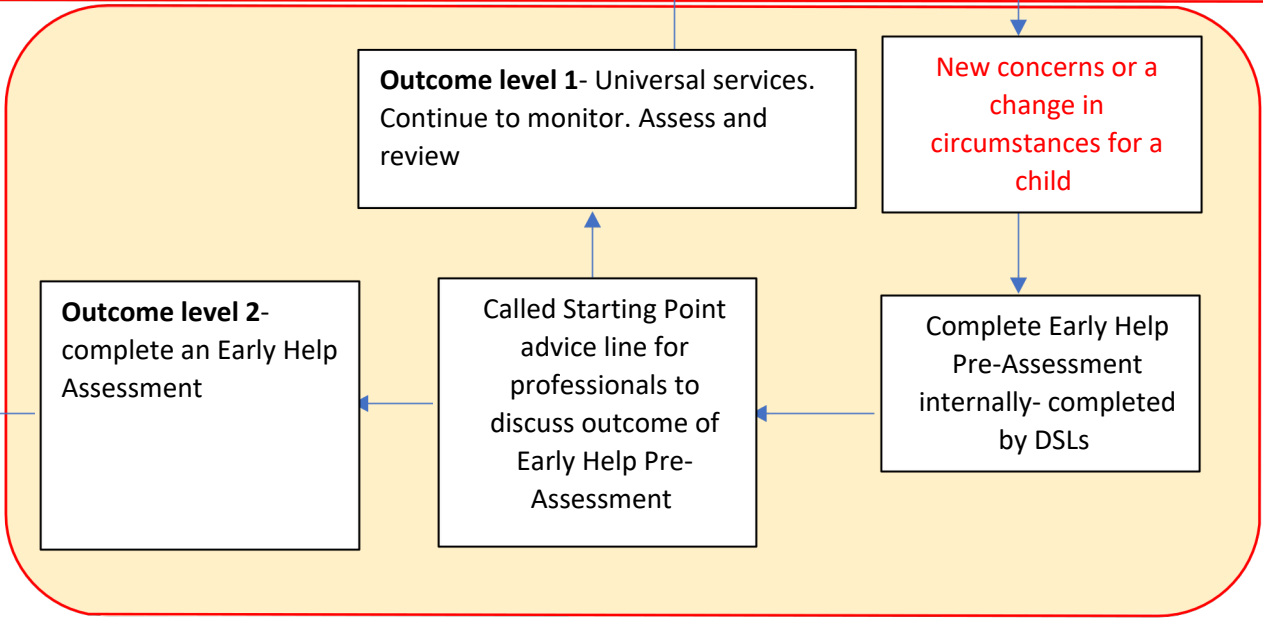 Outcome level 1- Universal services.
Continue to monitor. Assess and
review
New concerns or a
change in
circumstances for a
child
Outcome level 2-
complete an Early Help
Assessment
Called Starting Point
advice line for
professionals to
discuss outcome of
Early Help Pre-
Assessment
Complete Early Help
Pre-Assessment
internally- completed
by DSLs